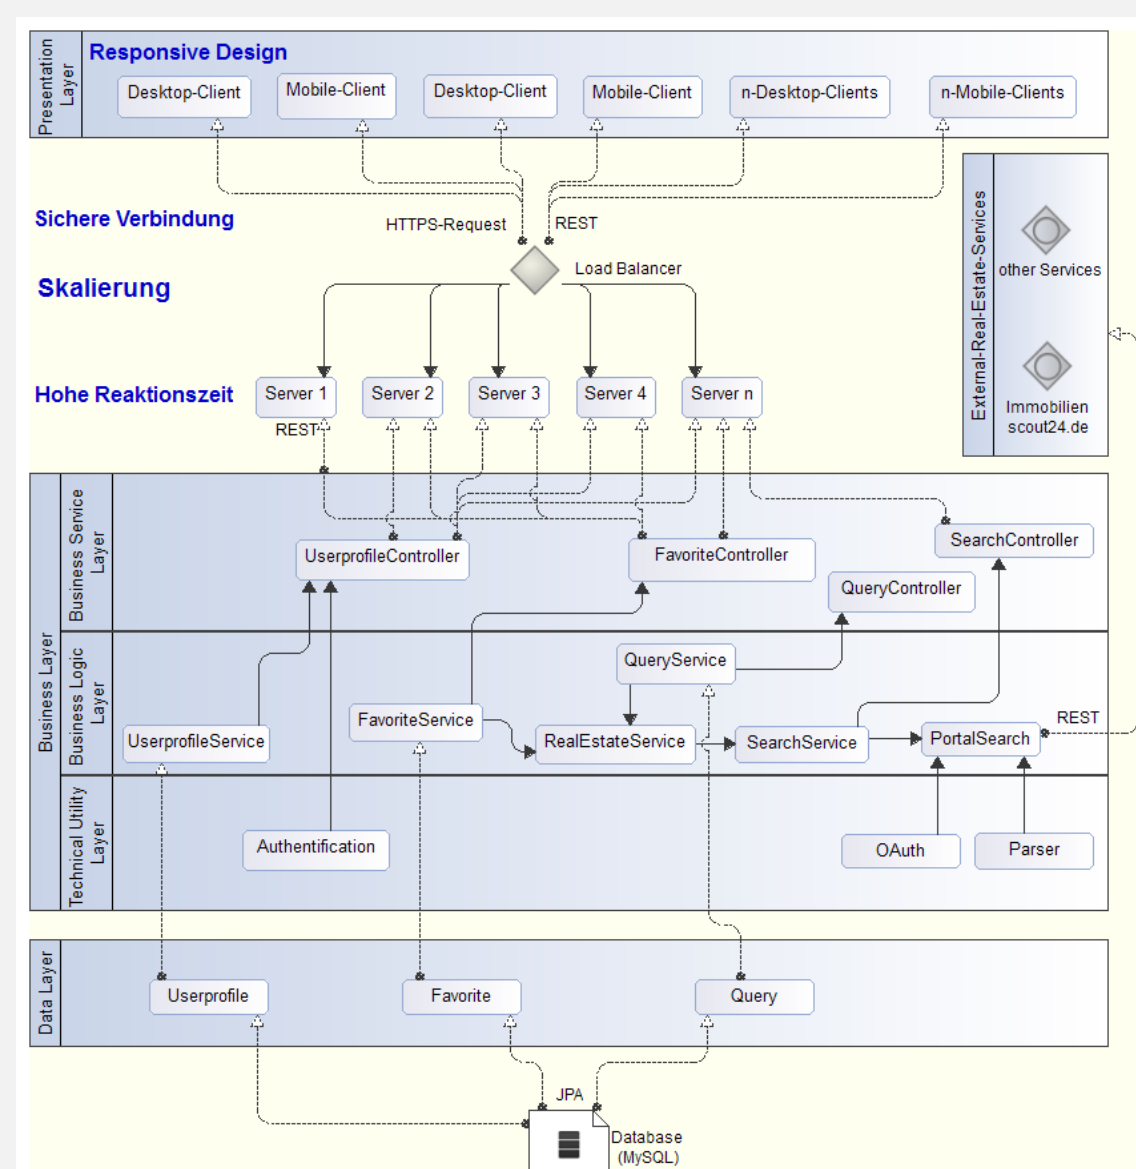 Presentation
Layer
Responsive Design
Desktop-Client
Mobile-Client
Desktop-Client
Mobile-Client
n-Desktop-Clients
n-Mobile-Clients
Sichere Verbindung
HTTPS-Request
REST
Skalierung
Load Balancer
External-Real-Estate-Services
other Services
Immobilien
scout24.de
Hohe Reaktionszeit
Server 1
Server 2
Server 3
Server 4
Server n
REST
Business Layer
Business Service
Layer
UserprofileController
FavoriteController
SearchController
QueryController
Business Logic
Layer
QueryService
UserprofileService
FavoriteService
RealEstateService
SearchService
PortalSearch
REST
Technical Utility
Layer
Authentification
OAuth
Parser
Data Layer
Userprofile
Favorite
Query
JPA
Database
(MySQL)